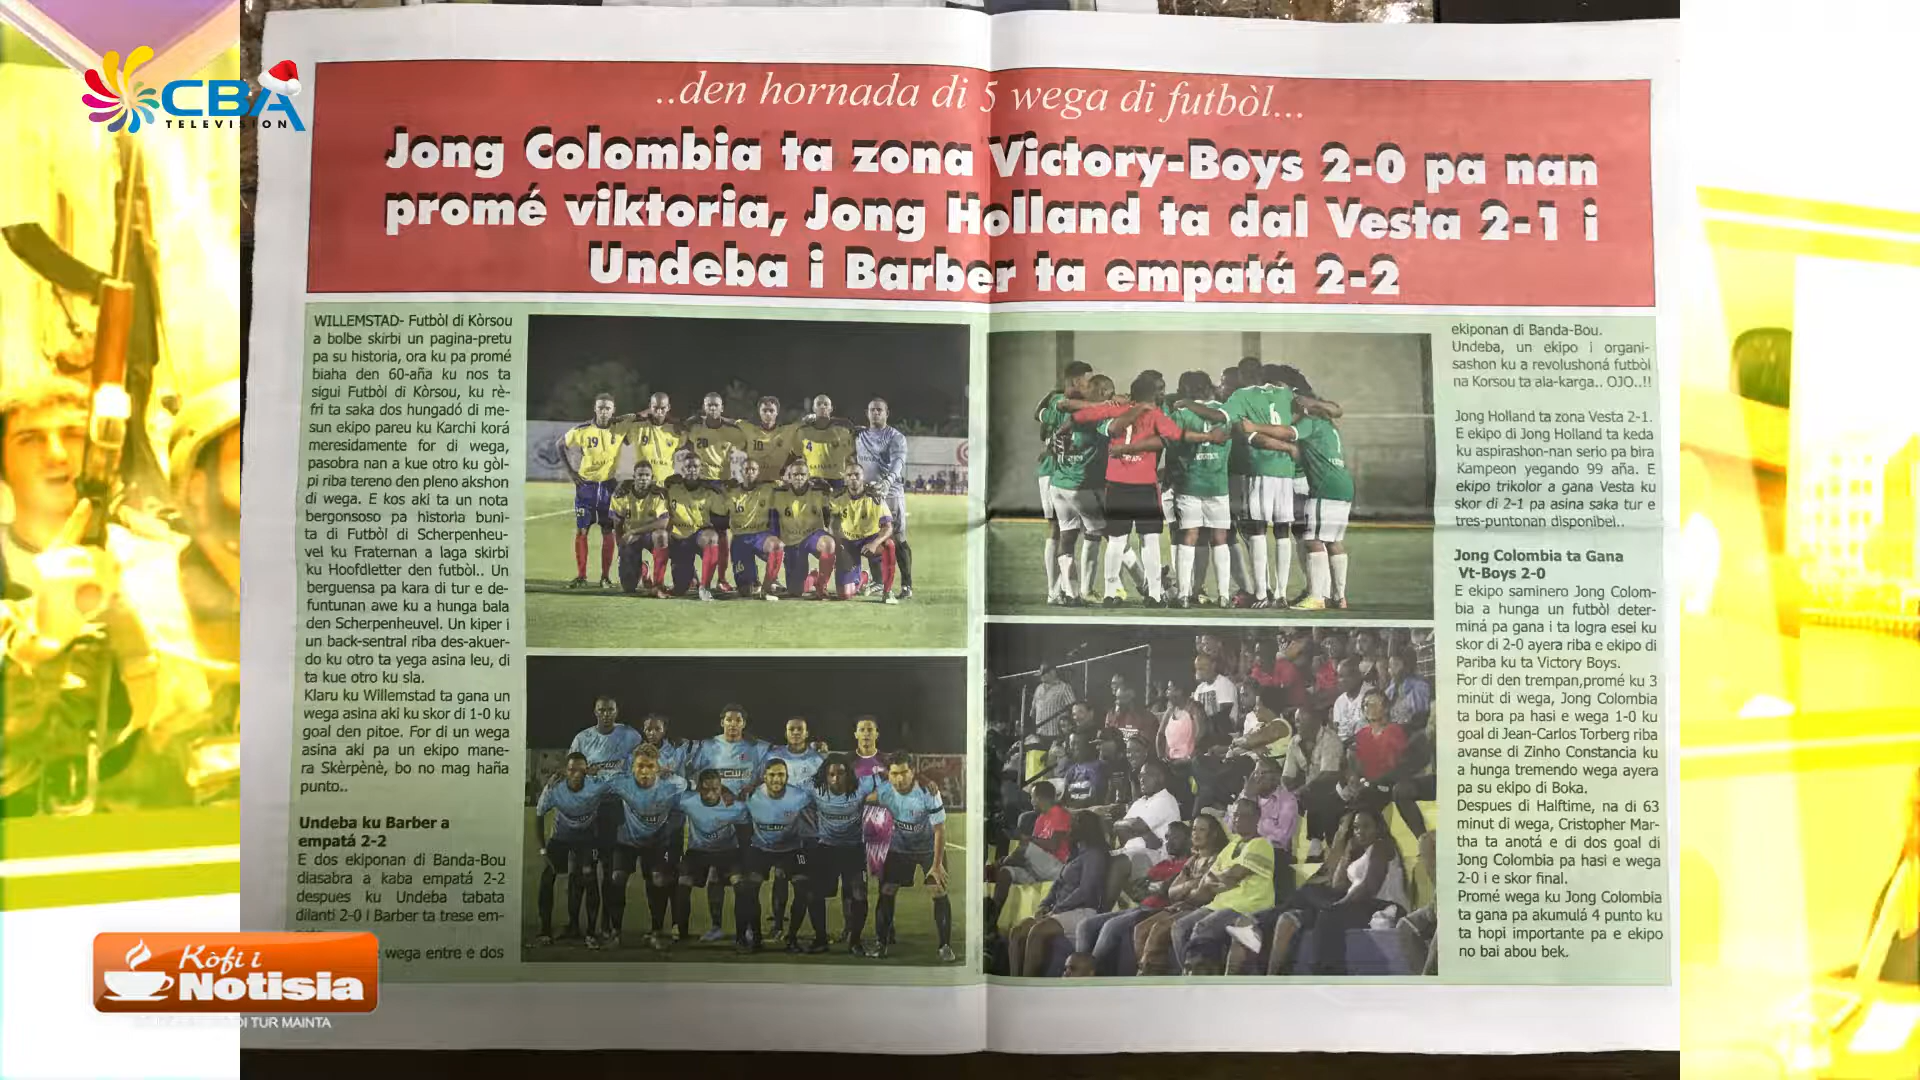 CBA
TELEVISION
..den hornada di 5 wega di futbòl...
Jong Colombia ta zona Victory-Boys 2-0 pa nan
promé viktoria, Jong Holland ta dal Vesta 2-1 i
Undeba i Barber ta empatá 2-2
WILLEMSTAD- Futbòl di Kòrsou
a bolbe skirbi un pagina-pretu
pa su historia, ora ku pa promé
biaha den 60-aña ku nos ta
sigui Futbòl di Kòrsou, ku rè-
fri ta saka dos hungadó di me-
sun ekipo pareu ku Karchi korá
meresidamente for di wega,
pasobra nan a kue otro ku gòl-
pi riba tereno den pleno akshon
di wega. E kos aki ta un nota
bergonsoso pa historia buni-
ta di Futbòl di Scherpenheu-
vel ku Fraternan a laga skirbi
ku Hoofdletter den futbòl.. Un
berguensa pa kara di tur e de-
funtunan awe ku a hunga bala
den Scherpenheuvel. Un kiper i
un back-sentral riba des-akuer-
do ku otro ta yega asina leu, di
ta kue otro ku sla.
Klaru ku Willemstad ta gana un
wega asina aki ku skor di 1-0 ku
goal den pitoe. For di un wega
asina aki pa un ekipo mane-
ra Skèrpènè, bo no mag haña
punto..
Undeba ku Barber a
empatá 2-2
E dos ekiponan di Banda-Bou
diasabra a kaba empatá 2-2
despues ku Undeba tabata
dilanti 2-0 i Barber ta trese em-
wega entre e dos
ekiponan di Banda-Bou.
Undeba, un ekipo i organi-
sashon ku a revolushoná futbòl
na Korsou ta ala-karga.. OJO..!!
Jong Holland ta zona Vesta 2-1.
E ekipo di Jong Holland ta keda
ku aspirashon-nan serio pa bira
Kampeon yegando 99 aña. E
ekipo trikolor a gana Vesta ku
skor di 2-1 pa asina saka tur e
tres-puntonan disponibel..
Jong Colombia ta Gana
Vt-Boys 2-0
E ekipo saminero Jong Colom-
bia a hunga un futbòl deter-
miná pa gana i ta logra esei ku
skor di 2-0 ayera riba e ekipo di
Pariba ku ta Victory Boys.
For di den trempan,promé ku 3
minüt di wega, Jong Colombia
ta bora pa hasi e wega 1-0 ku
goal di Jean-Carlos Torberg riba
avanse di Zinho Constancia ku
a hunga tremendo wega ayera
pa su ekipo di Boka.
Despues di Halftime, na di 63
minut di wega, Cristopher Mar-
tha ta anotá e di dos goal di
Jong Colombia pa hasi e wega
2-0 i e skor final.
Promé wega ku Jong Colombia
ta gana pa akumulá 4 punto ku
ta hopi importante pa e ekipo
no bai abou bek.
Kòfi i
Notisia
DI TUR MAINTA